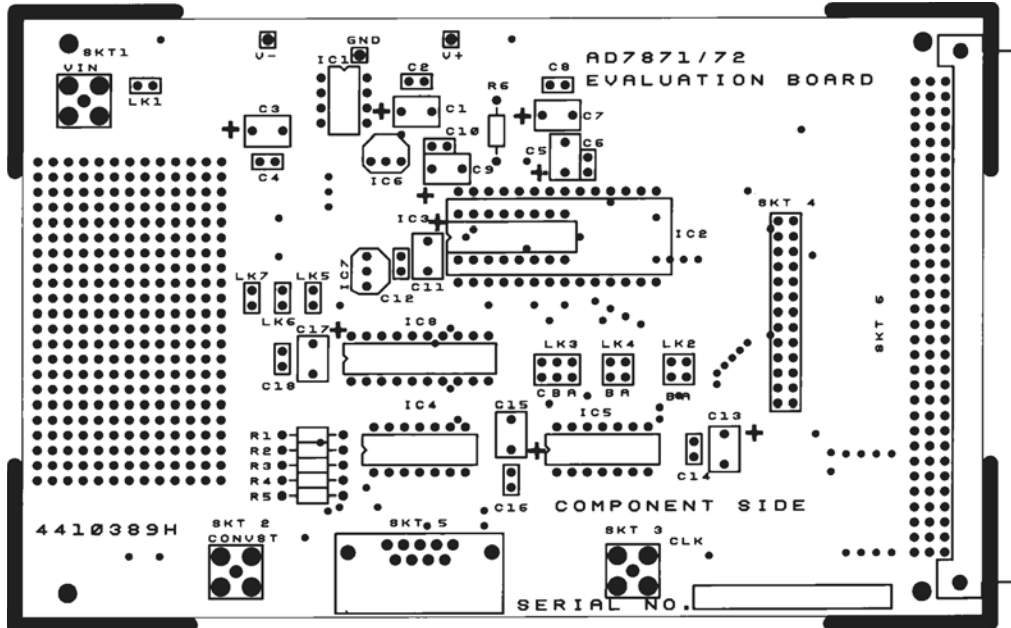 SKT1
VIN
LK1
V-
GND
V+
IC1
C2
C1
C3
C4
C10
IC6
C9
R6
C8
C7
C5
C6
AD7871/72
EVALUATION BOARD
IC3
IC2
SKT 4
IC7
C12
C11
LK7
LK5
LK6
C17
IC8
C18
LK3
LK4
LK2
CBA
BA
BA
SKT 6
IC4
C15
IC5
C13
R1
R2
R3
R4
R5
C14
C16
COMPONENT SIDE
4410389H
SKT 2
CONVST
SKT 5
SKT 3
CLK
SERIAL NO.